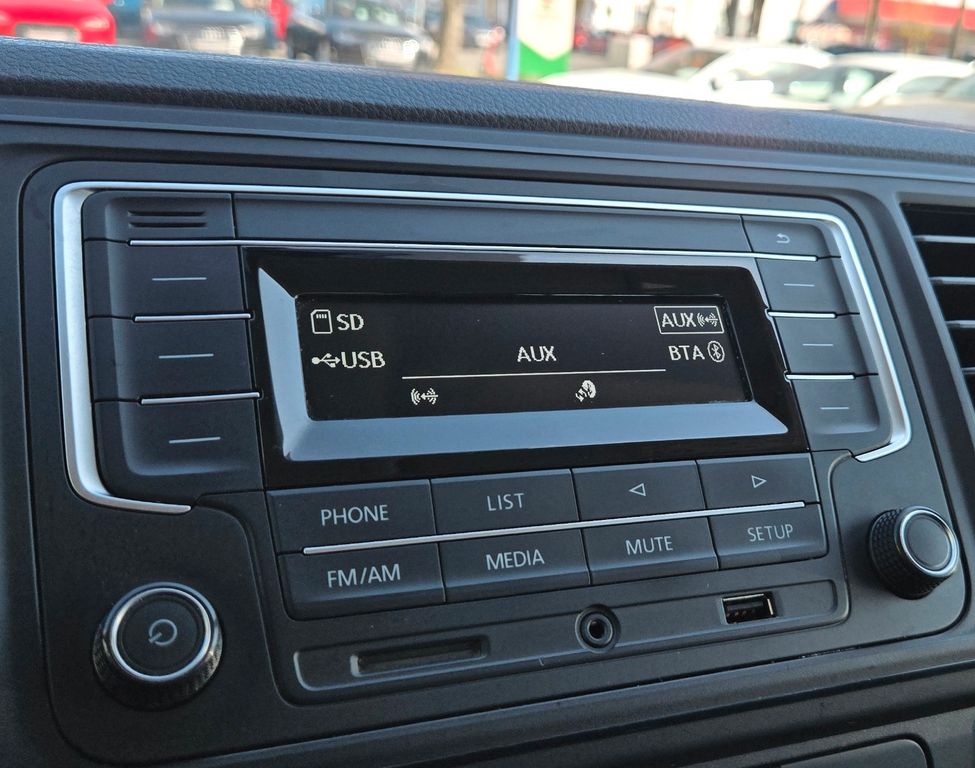 SD
AUX
USB
AUX
BTA
PHONE
LIST
FM/AM
MEDIA
MUTE
SETUP